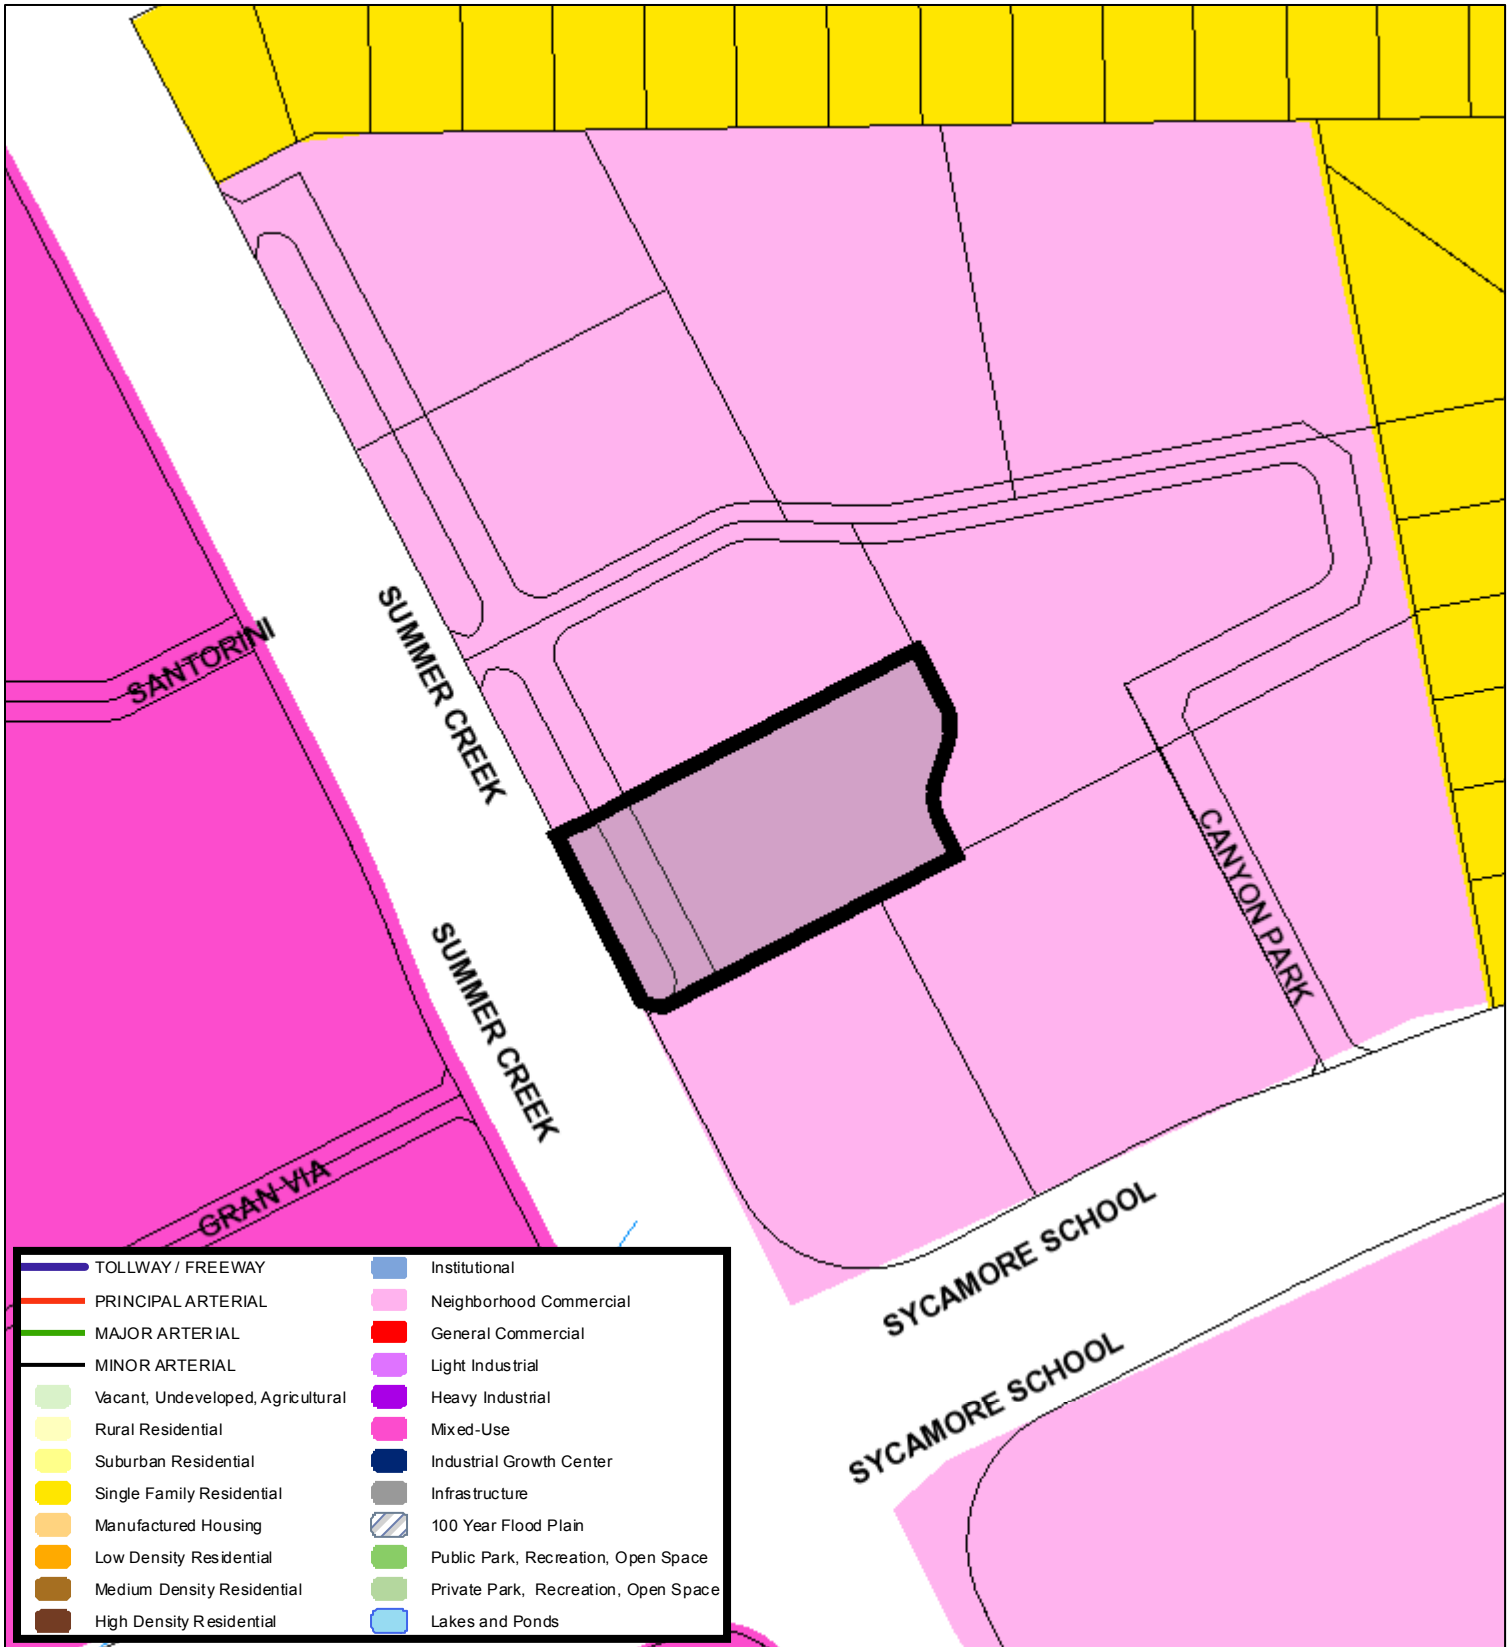 SUMMER CREEK
SANTORINI
CANYON PARK
SUMMER CREEK
GRAN VIA
SYCAMORE SCHOOL
SYCAMORE SCHOOL
TOLLWAY / FREEWAY
PRINCIPAL ARTERIAL
MAJOR ARTERIAL
MINOR ARTERIAL
Vacant, Undeveloped, Agricultural
Rural Residential
Suburban Residential
Single Family Residential
Manufactured Housing
Low Density Residential
Medium Density Residential
High Density Residential
Institutional
Neighborhood Commercial
General Commercial
Light Industrial
Heavy Industrial
Mixed-Use
Industrial Growth Center
Infrastructure
100 Year Flood Plain
Public Park, Recreation, Open Space
Private Park, Recreation, Open Space
Lakes and Ponds